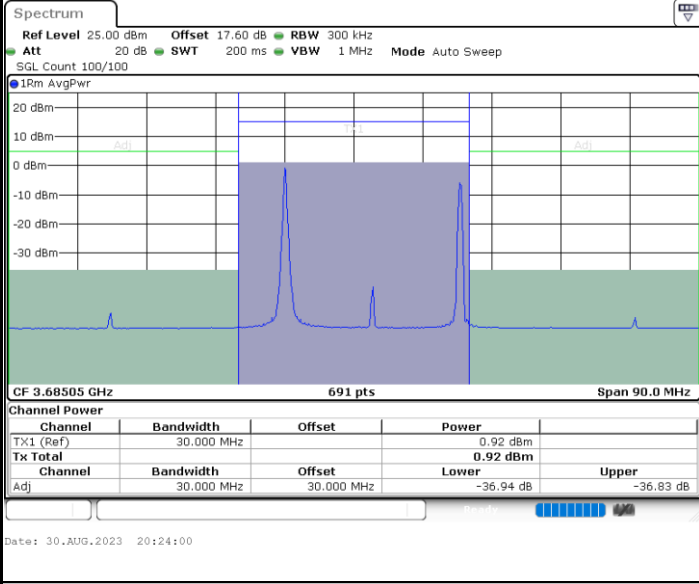 Spectrum
Ref Level 25.00 dBm Offset 17.60 dB RBW 300 kHz
Att 20 dB SWT 200 ms VBW 1 MHz Mode Auto Sweep
SGL Count 100/100
1Rm AvgPwr
20 dBm
TX1
10 dBm
Adj Adj
0 dBm
-10 dBm
-20 dBm
-30 dBm
CF 3.68505 GHz 691 pts Span 90.0 MHz
Channel Power
Channel Bandwidth Offset Power
TX1 (Ref) 30.000 MHz 0.92 dBm
Tx Total 0.92 dBm
Channel Bandwidth Offset Lower Upper
Adj 30.000 MHz 30.000 MHz -36.94 dB -36.83 dB
Ready
Date: 30.AUG.2023 20:24:00